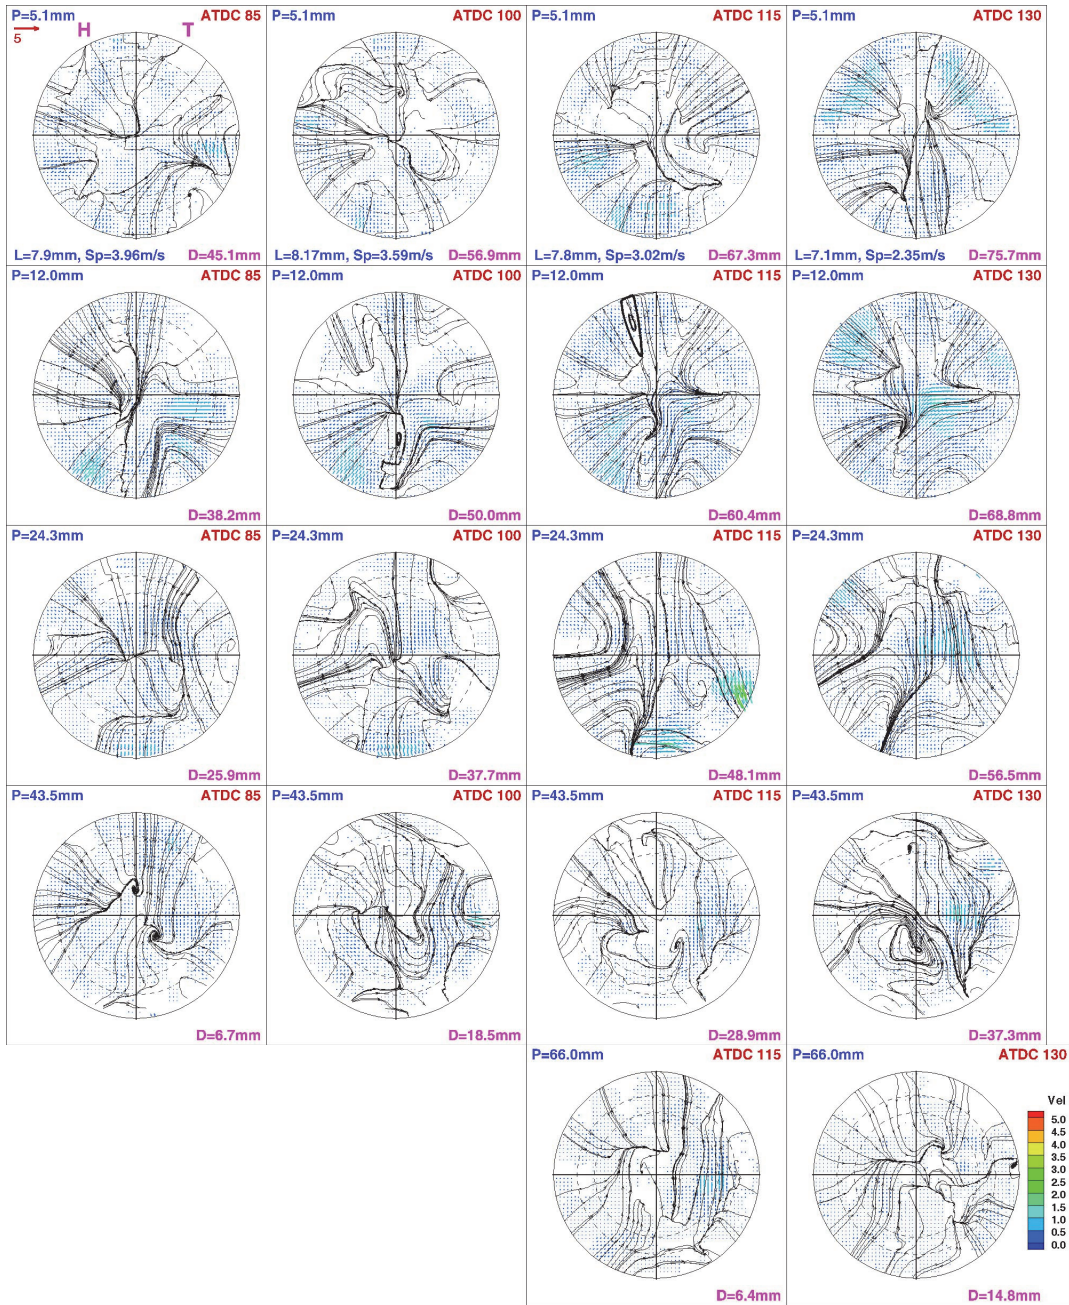 P=5.1mm ATDC 85
5 H T
L=7.9mm, Sp=3.96m/s D=45.1mm
P=5.1mm ATDC 100
L=8.17mm, Sp=3.59m/s D=56.9mm
P=5.1mm ATDC 115
L=7.8mm, Sp=3.02m/s D=67.3mm
P=5.1mm ATDC 130
L=7.1mm, Sp=2.35m/s D=75.7mm
P=12.0mm ATDC 85
D=38.2mm
P=12.0mm ATDC 100
D=50.0mm
P=12.0mm ATDC 115
D=60.4mm
P=12.0mm ATDC 130
D=68.8mm
P=24.3mm ATDC 85
D=25.9mm
P=24.3mm ATDC 100
D=37.7mm
P=24.3mm ATDC 115
D=48.1mm
P=24.3mm ATDC 130
D=56.5mm
P=43.5mm ATDC 85
D=6.7mm
P=43.5mm ATDC 100
D=18.5mm
P=43.5mm ATDC 115
D=28.9mm
P=43.5mm ATDC 130
D=37.3mm
P=66.0mm ATDC 115
D=6.4mm
P=66.0mm ATDC 130
D=14.8mm
Vel
5.0
4.5
4.0
3.5
3.0
2.5
2.0
1.5
1.0
0.5
0.0